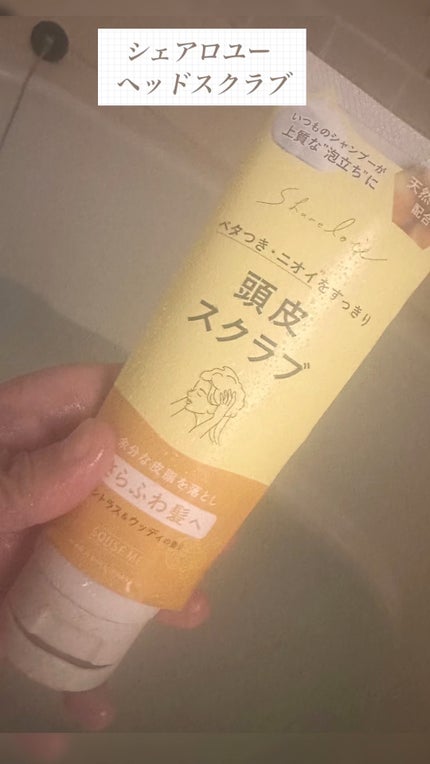 シェアロユー
ヘッドスクラブ
いつものシャンプーが
上質な"泡立ち"に
天然
配合
ベタつき・ニオイをすっきり
頭皮
スクラブ
余分な皮脂を落とし
さらふわ髪へ
シトラス&ウッディの香り